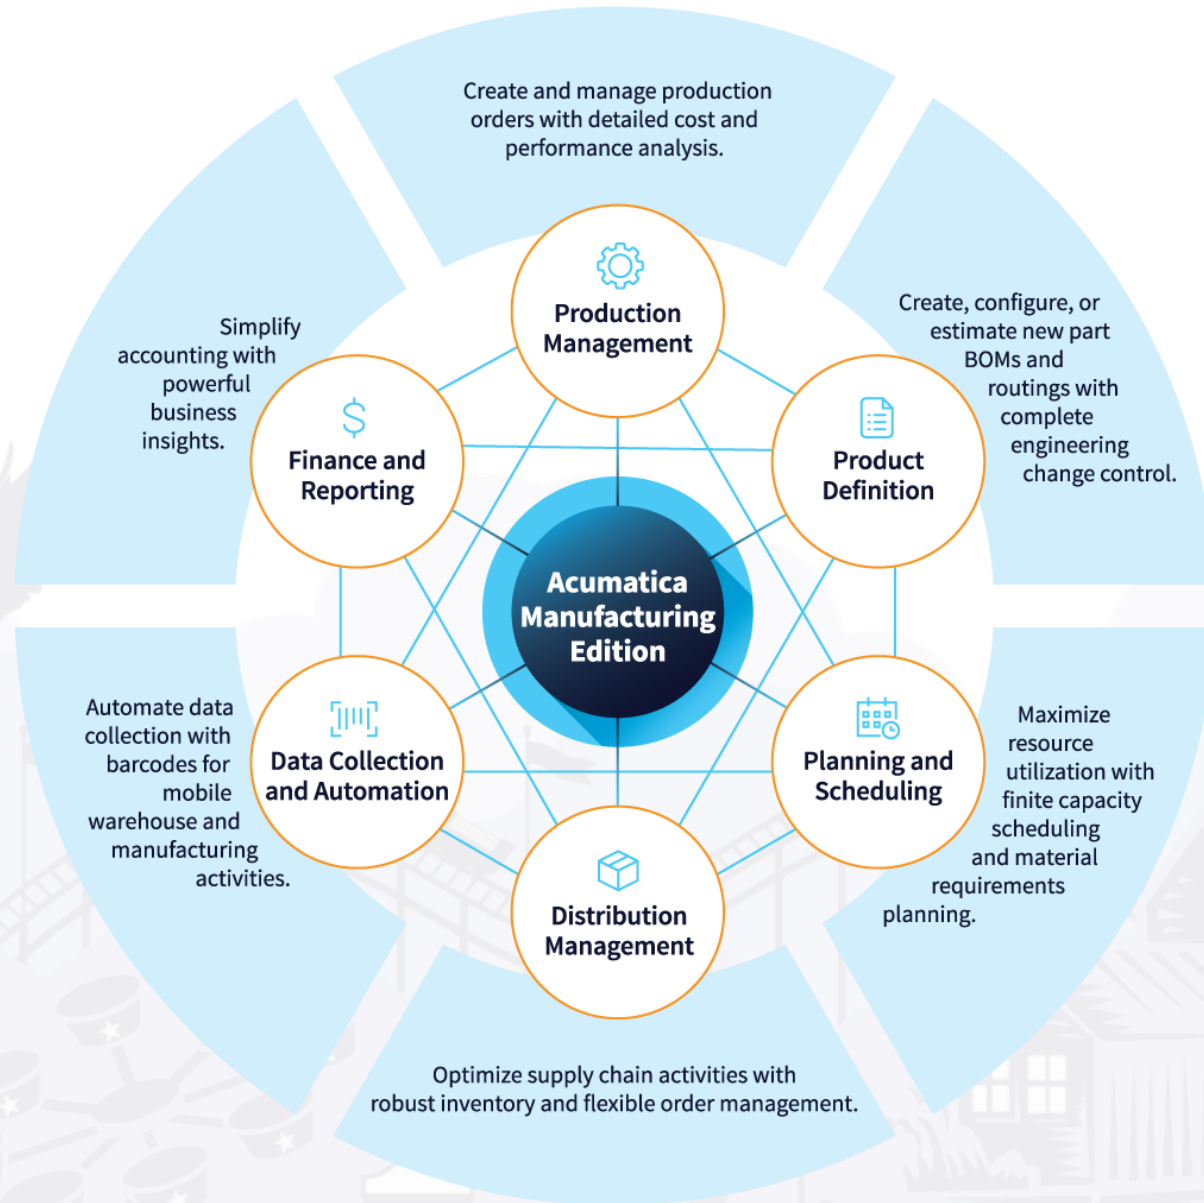 Create and manage production
orders with detailed cost and
performance analysis.
Production
Management
Create, configure, or
estimate new part
BOMs and
routings with
complete
engineering
change control.
Product
Definition
Maximize
resource
utilization with
finite capacity
scheduling
and material
requirements
planning.
Planning and
Scheduling
Optimize supply chain activities with
robust inventory and flexible order management.
Distribution
Management
Automate data
collection with
barcodes for
mobile
warehouse and
manufacturing
activities.
Data Collection
and Automation
Simplify
accounting with
powerful
business
insights.
Finance and
Reporting
Acumatica
Manufacturing
Edition